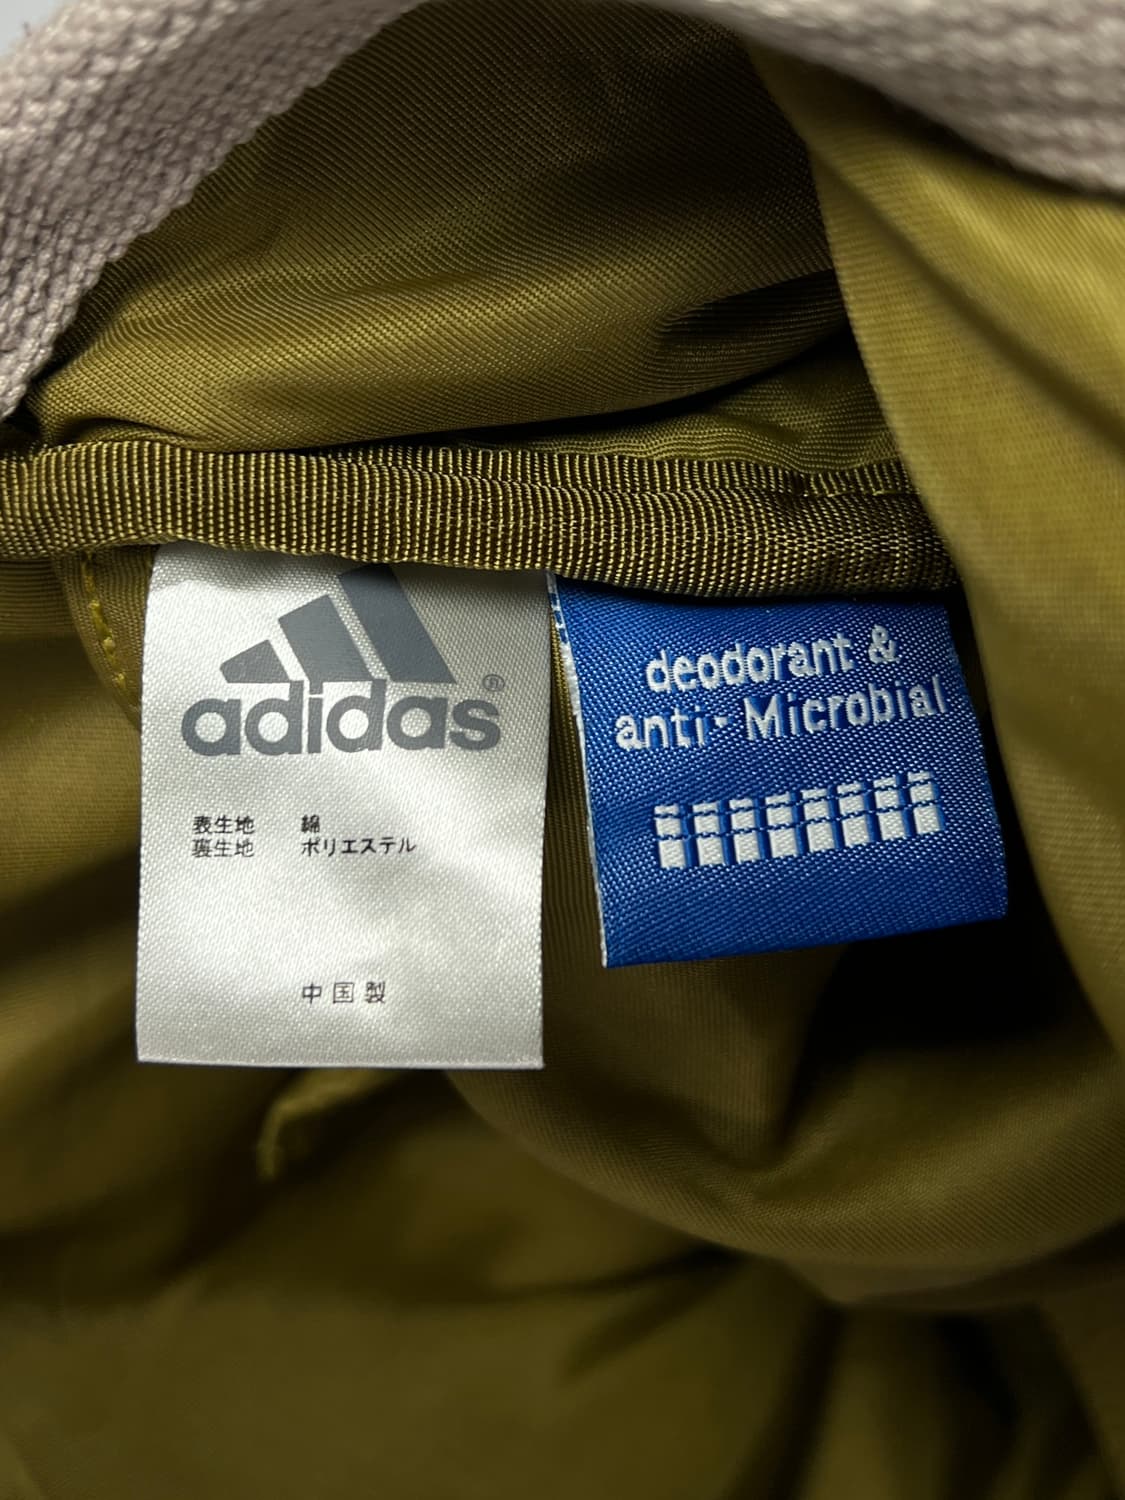 adidas®
表生地 綿
裏生地 ポリエステル
中国製
deodorant &
anti-Microbial